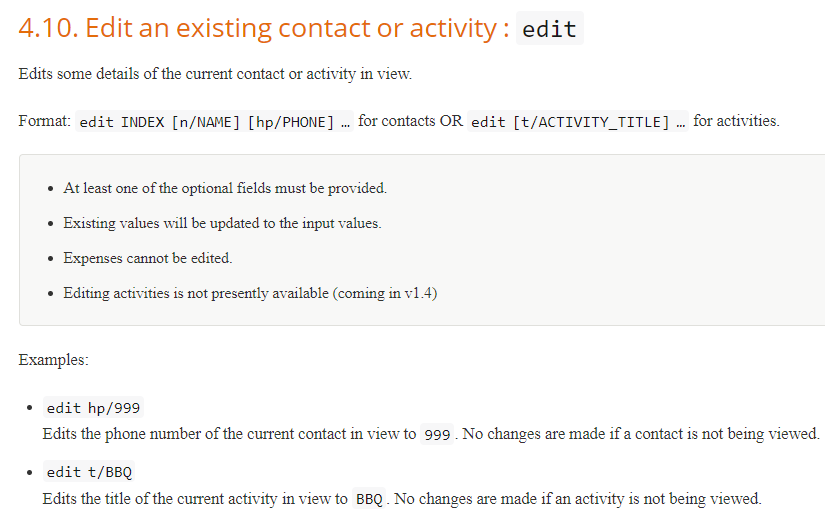 4.10. Edit an existing contact or activity : edit
Edits some details of the current contact or activity in view.
Format: edit INDEX [n/NAME] [hp/PHONE] … for contacts OR edit [t/ACTIVITY_TITLE] … for activities.
• At least one of the optional fields must be provided.
• Existing values will be updated to the input values.
• Expenses cannot be edited.
• Editing activities is not presently available (coming in v1.4)
Examples:
• edit hp/999
Edits the phone number of the current contact in view to 999 . No changes are made if a contact is not being viewed.
• edit t/BBQ
Edits the title of the current activity in view to BBQ . No changes are made if an activity is not being viewed.